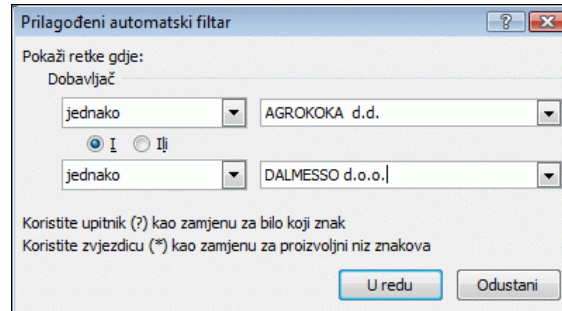 Prilagođeni automatski filtar
Pokaži retke gdje:
Dobavljač
jednako AGROKOKA d.d.
I Ili
jednako DALMESSO d.o.o.
Koristite upitnik (?) kao zamjenu za bilo koji znak
Koristite zvjezdicu (*) kao zamjenu za proizvoljni niz znakova
U redu Odustani